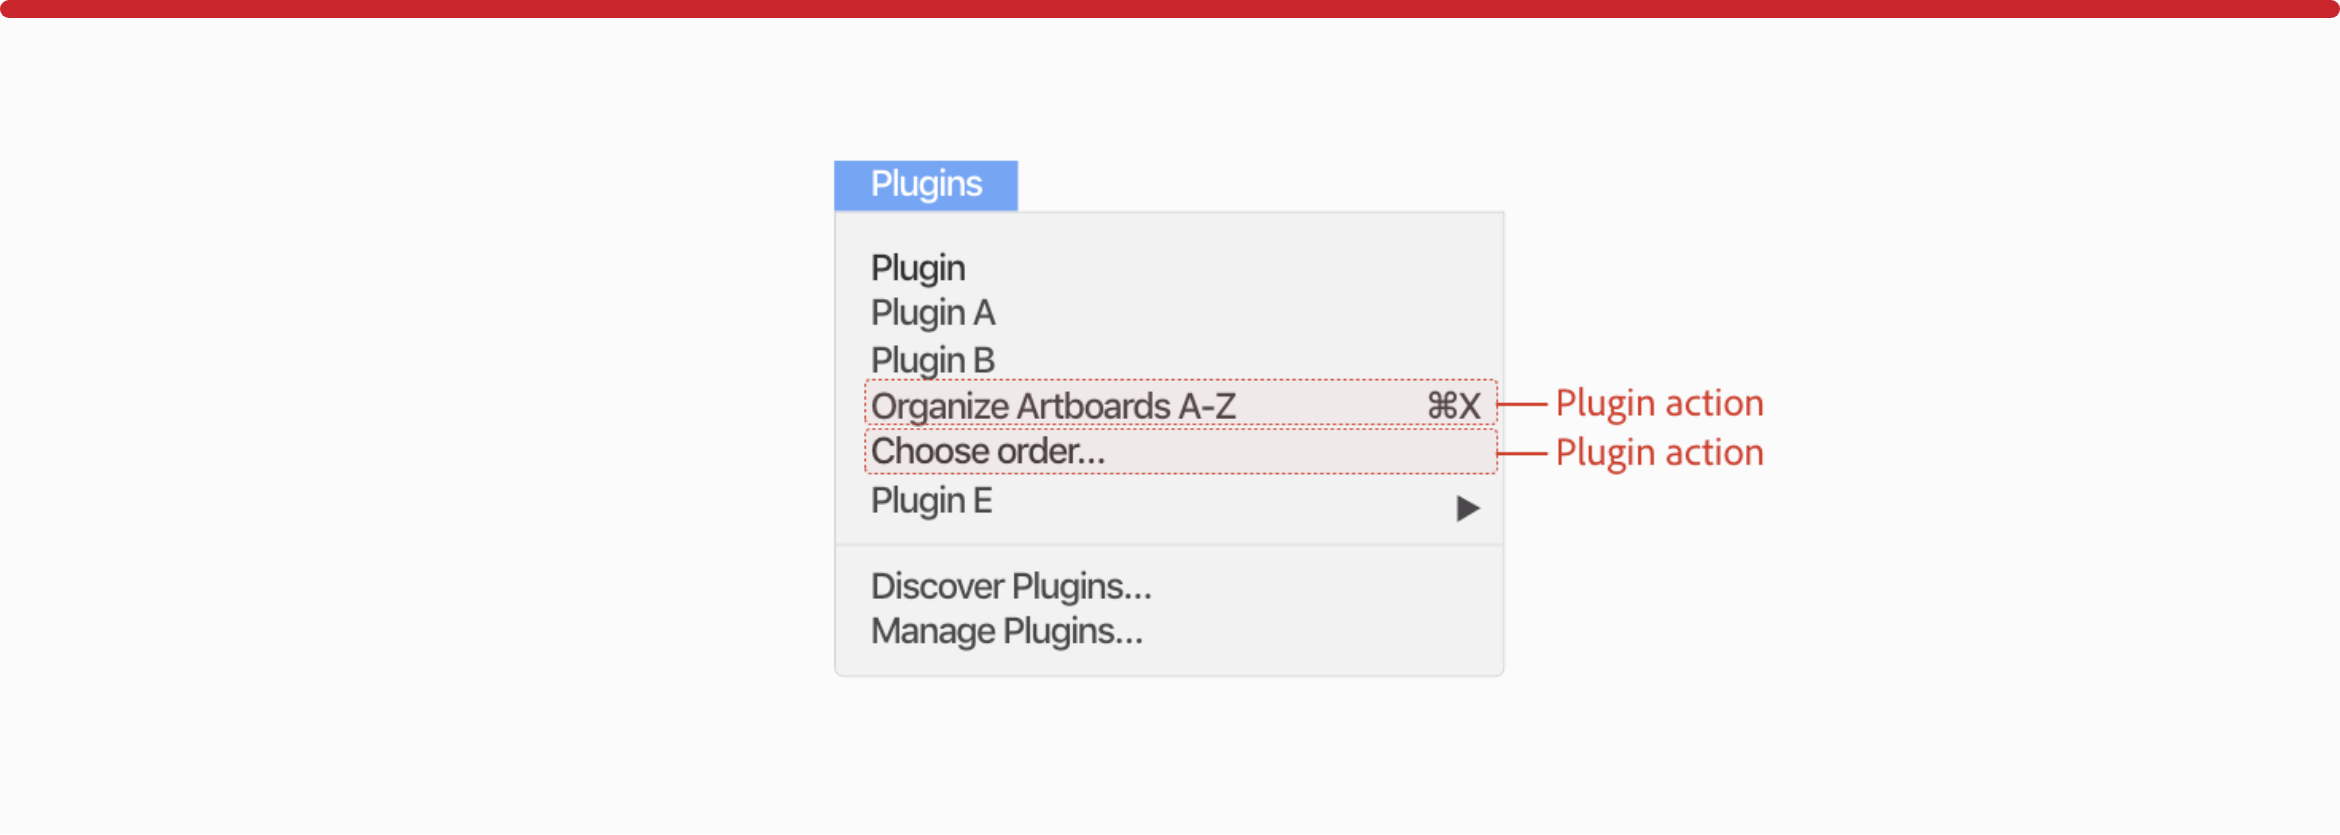 Plugins
Plugin
Plugin A
Plugin B
Organize Artboards A-Z ⌘X Plugin action
Choose order... Plugin action
Plugin E
Discover Plugins...
Manage Plugins...